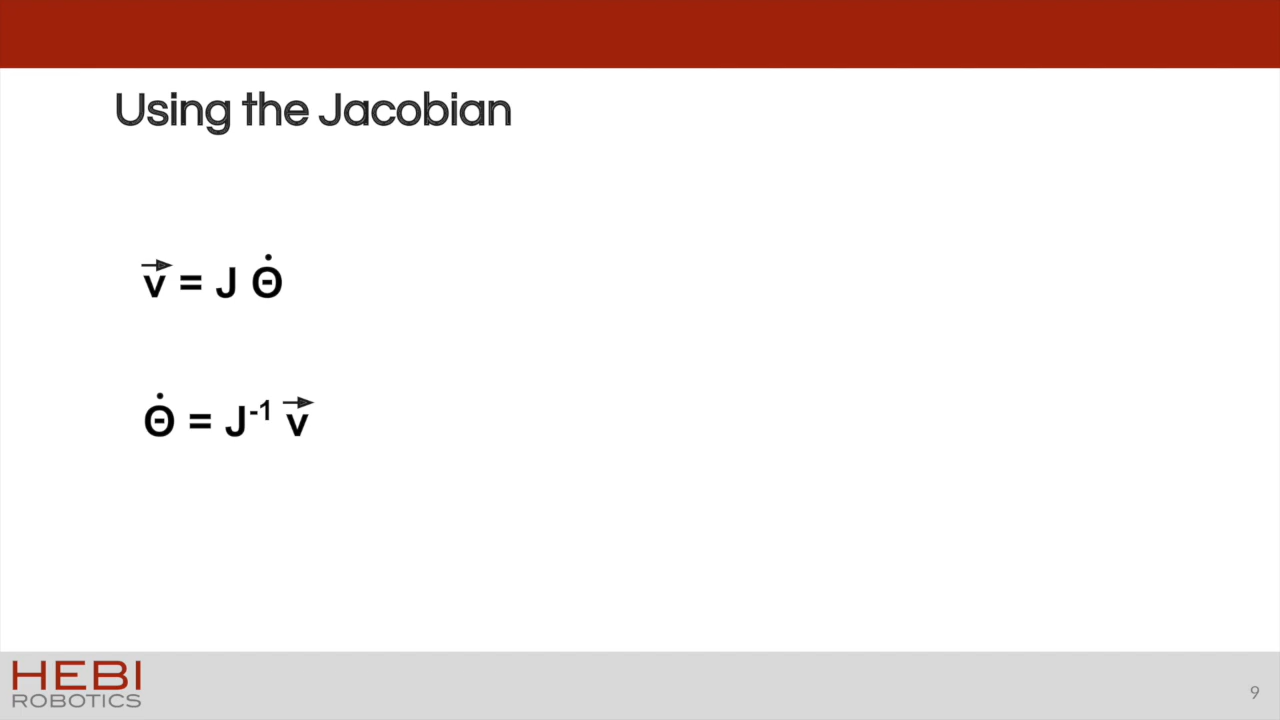 Using the Jacobian
v⃗ = J Θ̇
Θ̇ = J⁻¹ v⃗
HEBI
ROBOTICS
9